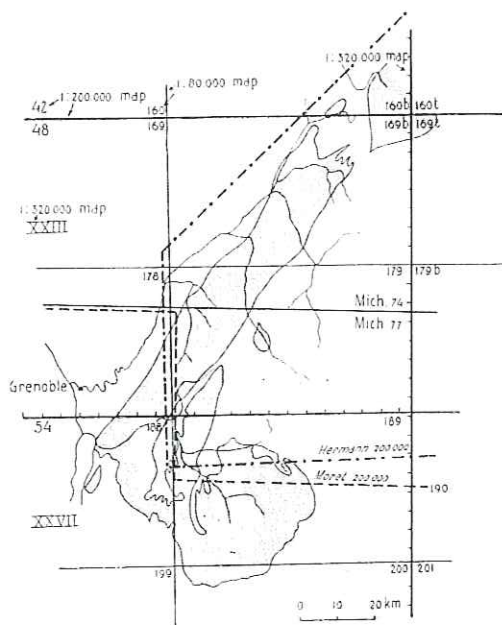 1:320.000 map
1:80 000 map
42 1:200.000 map
48
160
169
160b 160t
169b 169t
1:320 000 map
XXIII
178
179 179b
Mich. 74
Mich 77
Grenoble
54
188
189
Hermann 200.000
Moret 200.000
190
XXVII
199
200 201
0 10 20 km